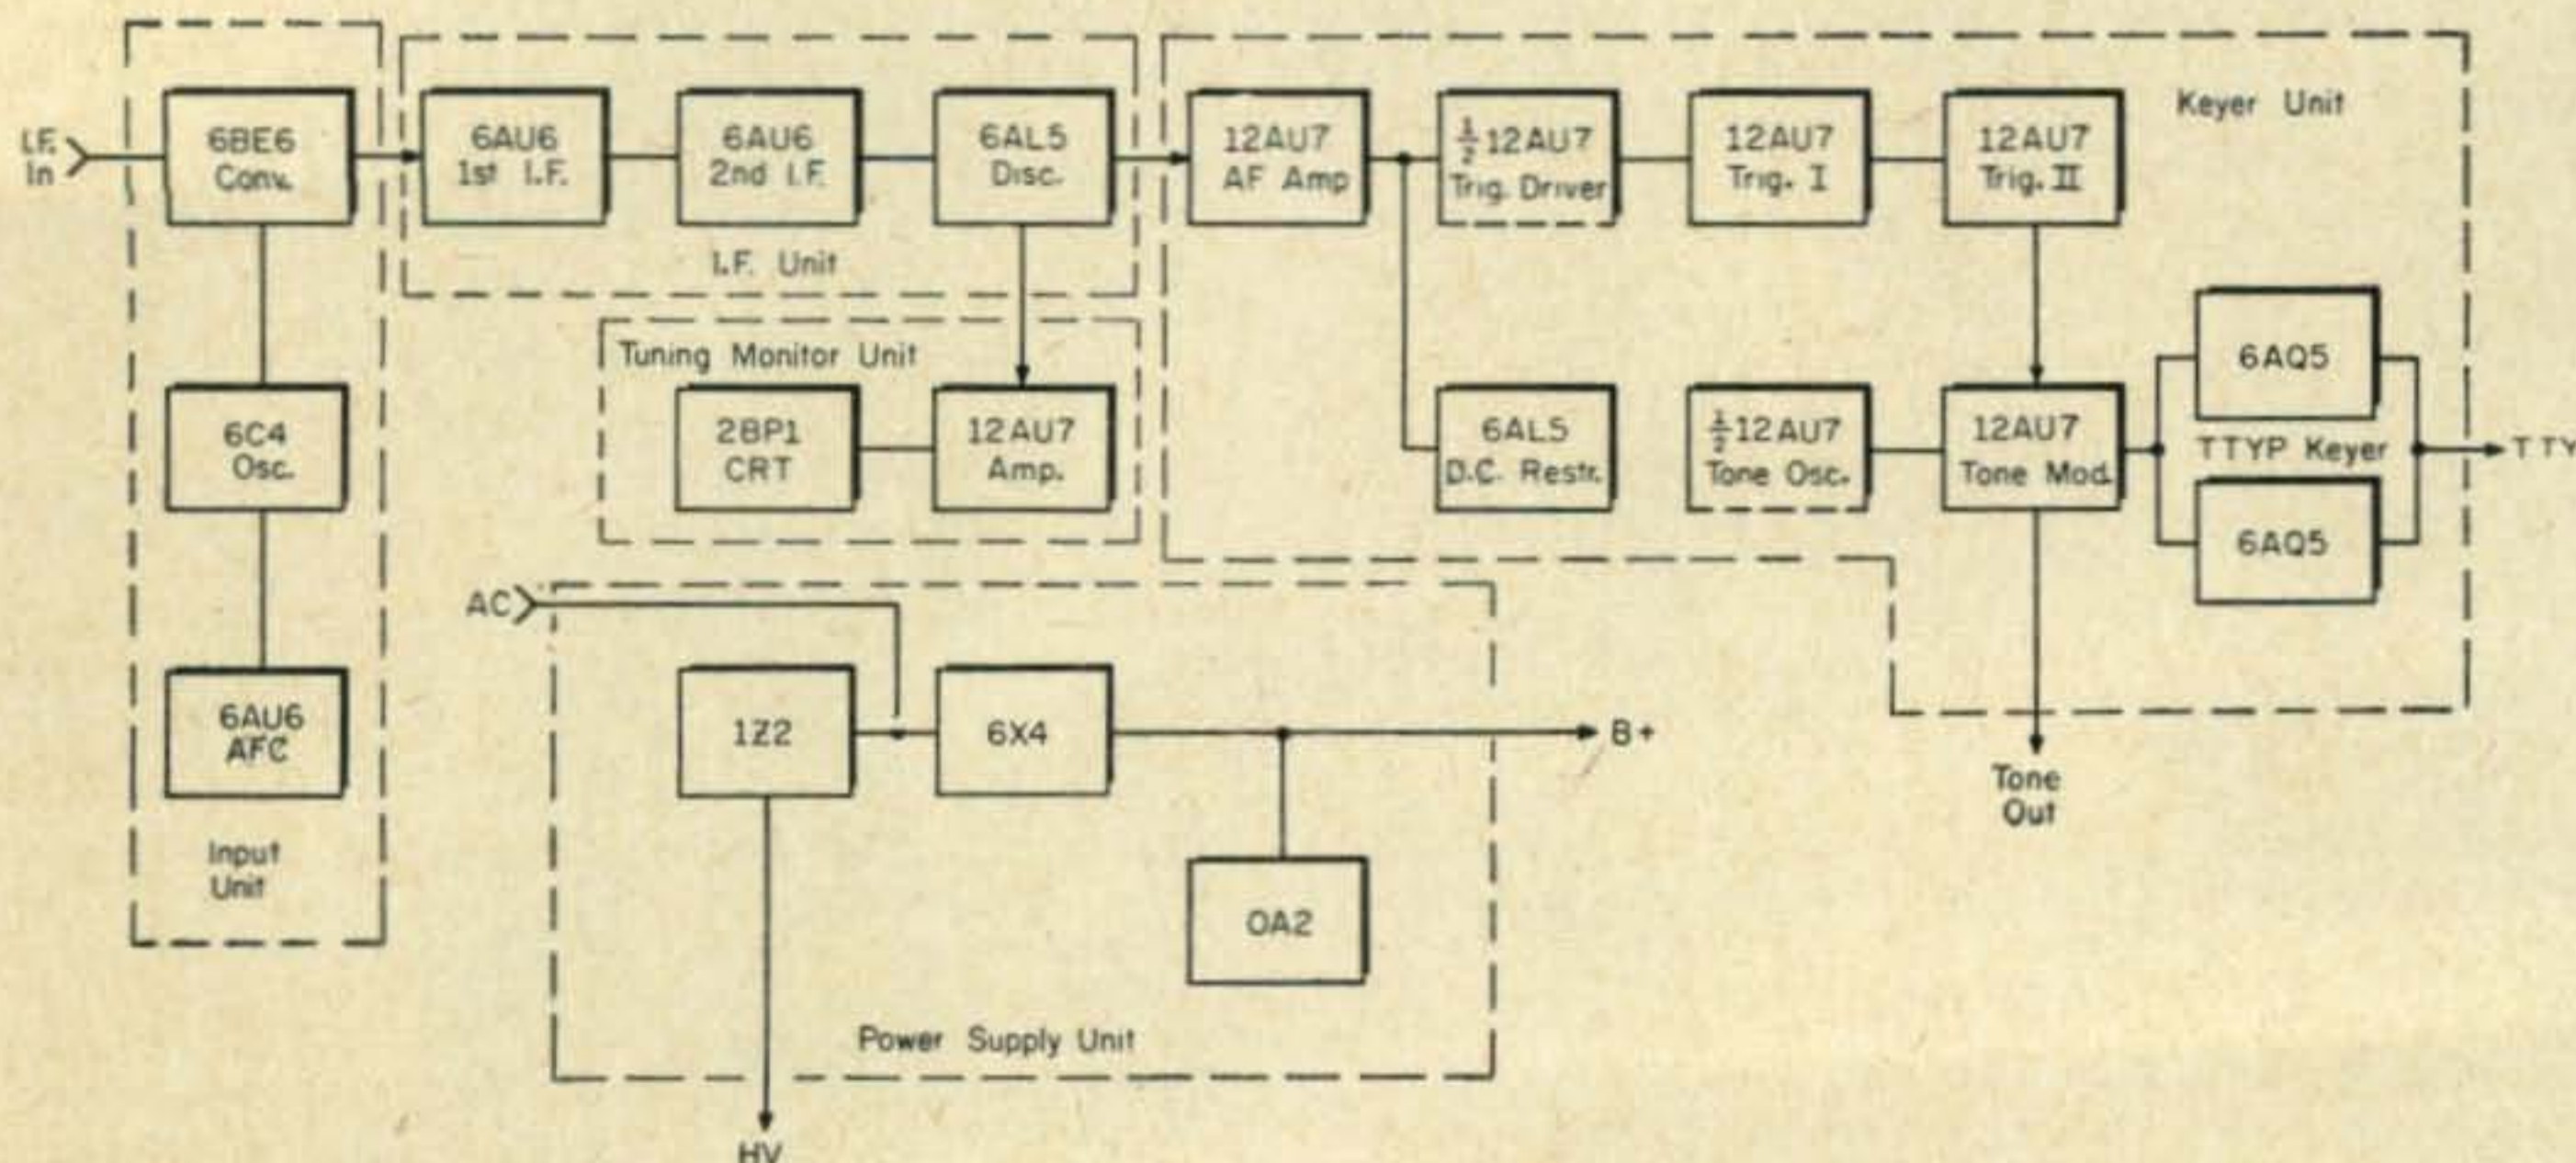 I.F.
In
6BE6
Conv.
6C4
Osc.
6AU6
AFC
Input
Unit
6AU6
1st I.F.
6AU6
2nd I.F.
6AL5
Disc.
I.F. Unit
Tuning Monitor Unit
2BP1
CRT
12AU7
Amp.
12AU7
AF Amp
½ 12AU7
Trig. Driver
12AU7
Trig. I
12AU7
Trig. II
Keyer Unit
6AL5
D.C. Restr.
½ 12AU7
Tone Osc.
12AU7
Tone Mod.
6AQ5
TTYP Keyer
6AQ5
TTY
Tone
Out
AC
1Z2
6X4
B+
OA2
Power Supply Unit
HV